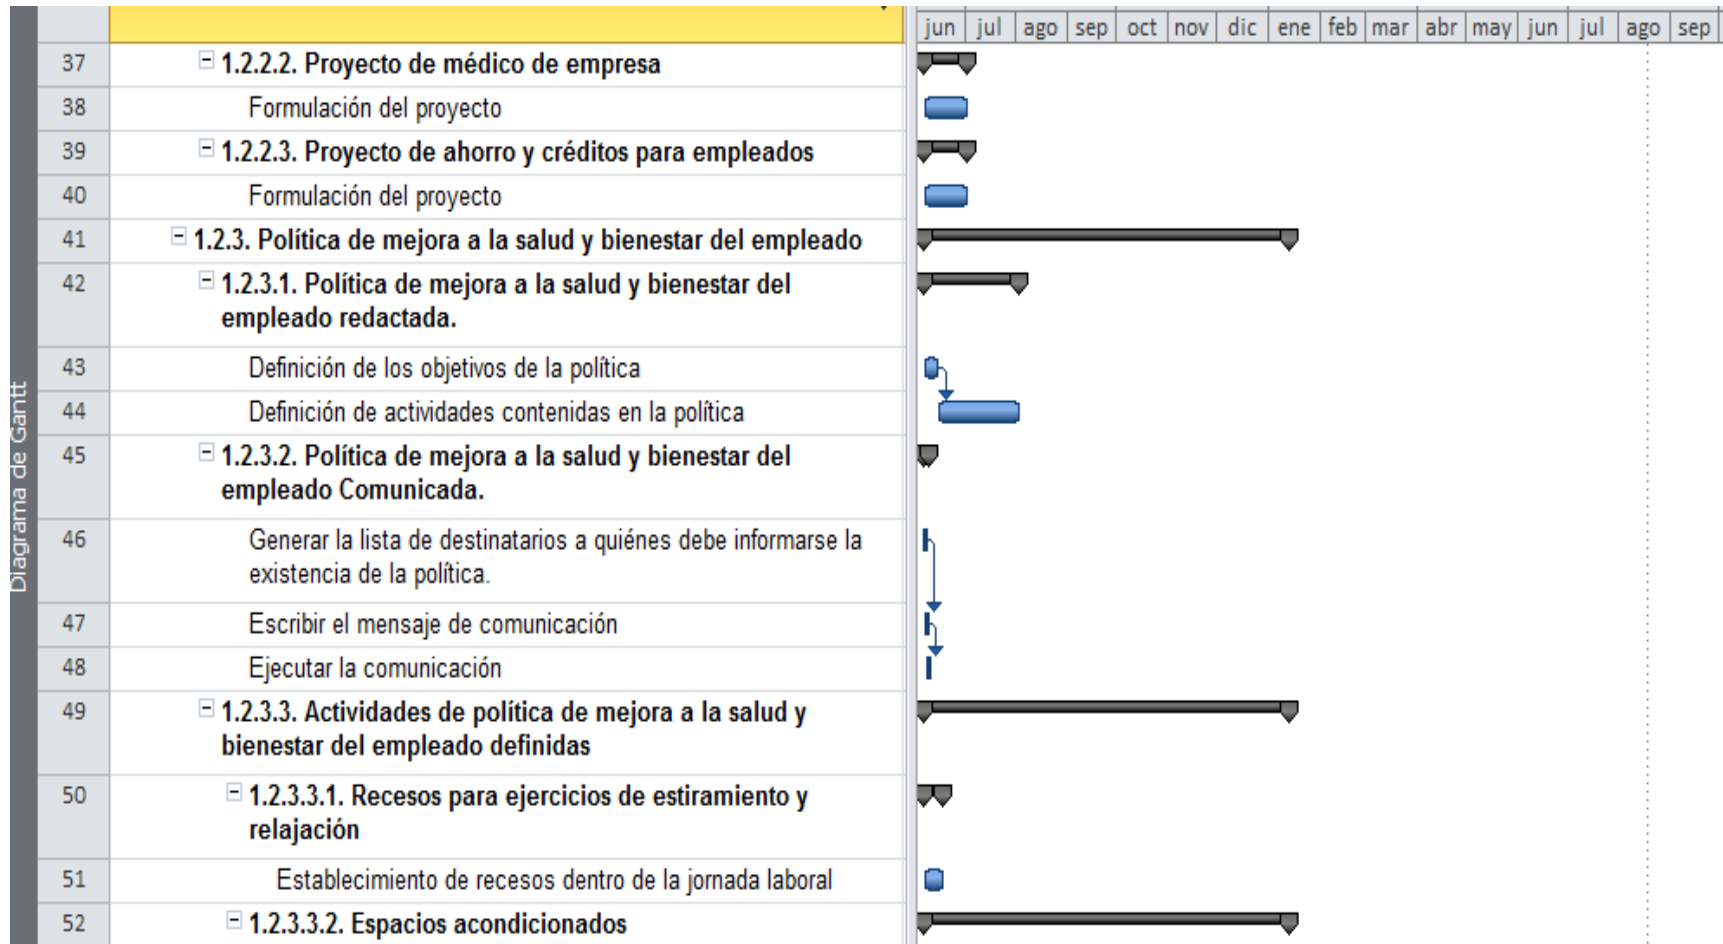 jun jul ago sep oct nov dic ene feb mar abr may jun jul ago sep
37 1.2.2.2. Proyecto de médico de empresa
38 Formulación del proyecto
39 1.2.2.3. Proyecto de ahorro y créditos para empleados
40 Formulación del proyecto
41 1.2.3. Política de mejora a la salud y bienestar del empleado
42 1.2.3.1. Política de mejora a la salud y bienestar del
empleado redactada.
43 Definición de los objetivos de la política
44 Definición de actividades contenidas en la política
45 1.2.3.2. Política de mejora a la salud y bienestar del
empleado Comunicada.
46 Generar la lista de destinatarios a quiénes debe informarse la
existencia de la política.
47 Escribir el mensaje de comunicación
48 Ejecutar la comunicación
49 1.2.3.3. Actividades de política de mejora a la salud y
bienestar del empleado definidas
50 1.2.3.3.1. Recesos para ejercicios de estiramiento y
relajación
51 Establecimiento de recesos dentro de la jornada laboral
52 1.2.3.3.2. Espacios acondicionados
Diagrama de Gantt